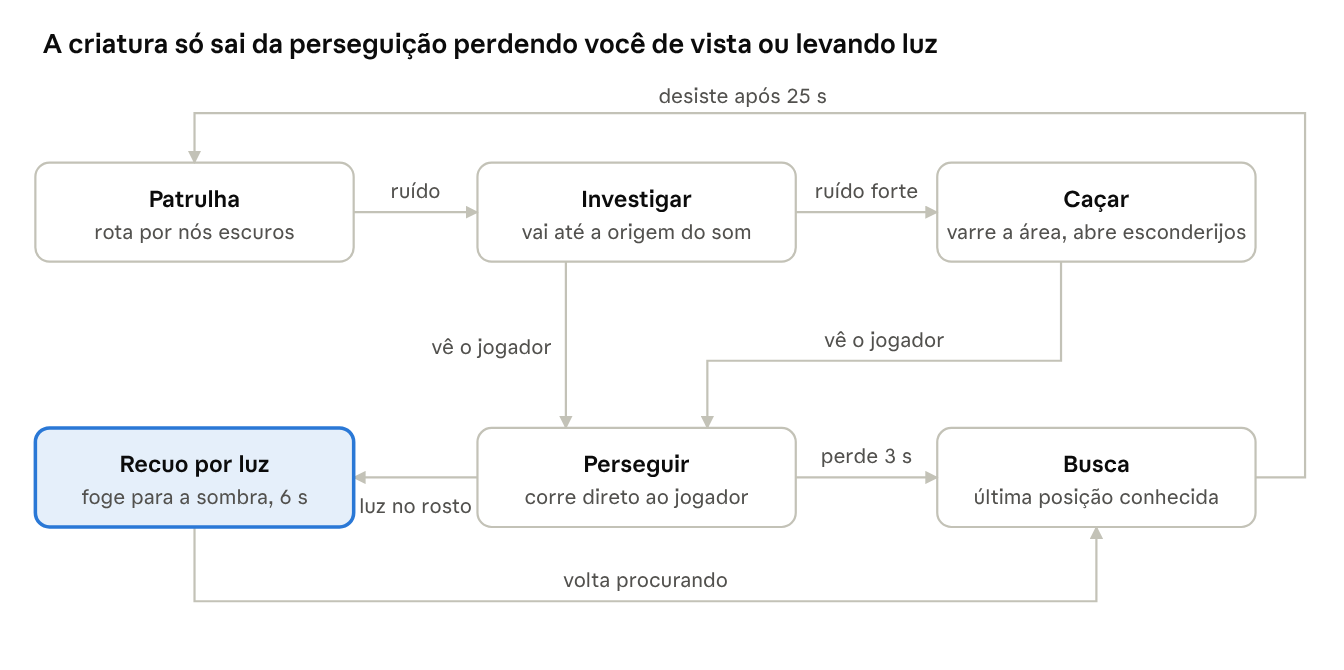 A criatura só sai da perseguição perdendo você de vista ou levando luz
desiste após 25 s
Patrulha
rota por nós escuros
ruído
Investigar
vai até a origem do som
ruído forte
Caçar
varre a área, abre esconderijos
vê o jogador
vê o jogador
Recuo por luz
foge para a sombra, 6 s
luz no rosto
Perseguir
corre direto ao jogador
perde 3 s
Busca
última posição conhecida
volta procurando